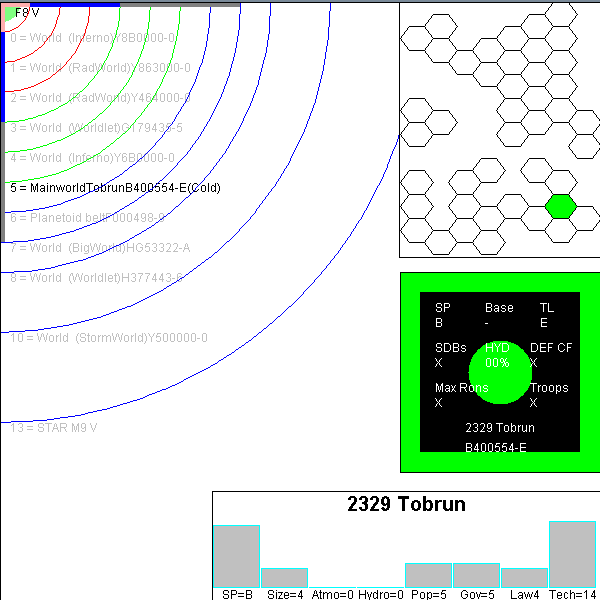 F8 V
0 = World (Inferno)Y8B0000-0
1 = World (RadWorld)Y863000-0
2 = World (RadWorld)Y464000-0
3 = World (Worldlet)G179435-5
4 = World (Inferno)Y6B0000-0
5 = MainworldTobrunB400554-E(Cold)
6 = Planetoid beltF000498-9
7 = World (BigWorld)HG53322-A
8 = World (Worldlet)H377443-6
10 = World (StormWorld)Y500000-0
13 = STAR M9 V
SP Base TL
B - E
SDBs HYD DEF CF
X 00% X
Max Rons Troops
X X
2329 Tobrun
B400554-E
2329 Tobrun
SP=B Size=4 Atmo=0 Hydro=0 Pop=5 Gov=5 Law4 Tech=14